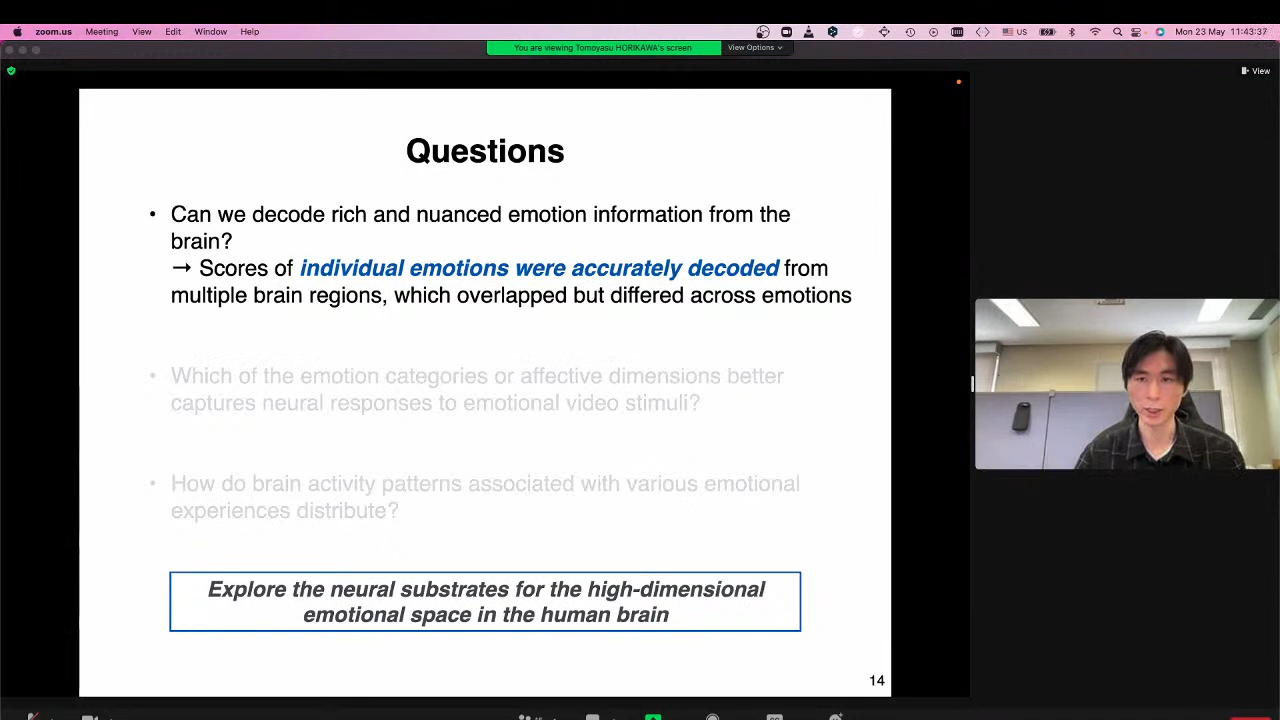 zoom.us Meeting View Edit Window Help US Mon 23 May 11:43:37
You are viewing Tomoyasu HORIKAWA's screen View Options
View
Questions
• Can we decode rich and nuanced emotion information from the
brain?
→ Scores of individual emotions were accurately decoded from
multiple brain regions, which overlapped but differed across emotions
• Which of the emotion categories or affective dimensions better
captures neural responses to emotional video stimuli?
• How do brain activity patterns associated with various emotional
experiences distribute?
Explore the neural substrates for the high-dimensional
emotional space in the human brain
14